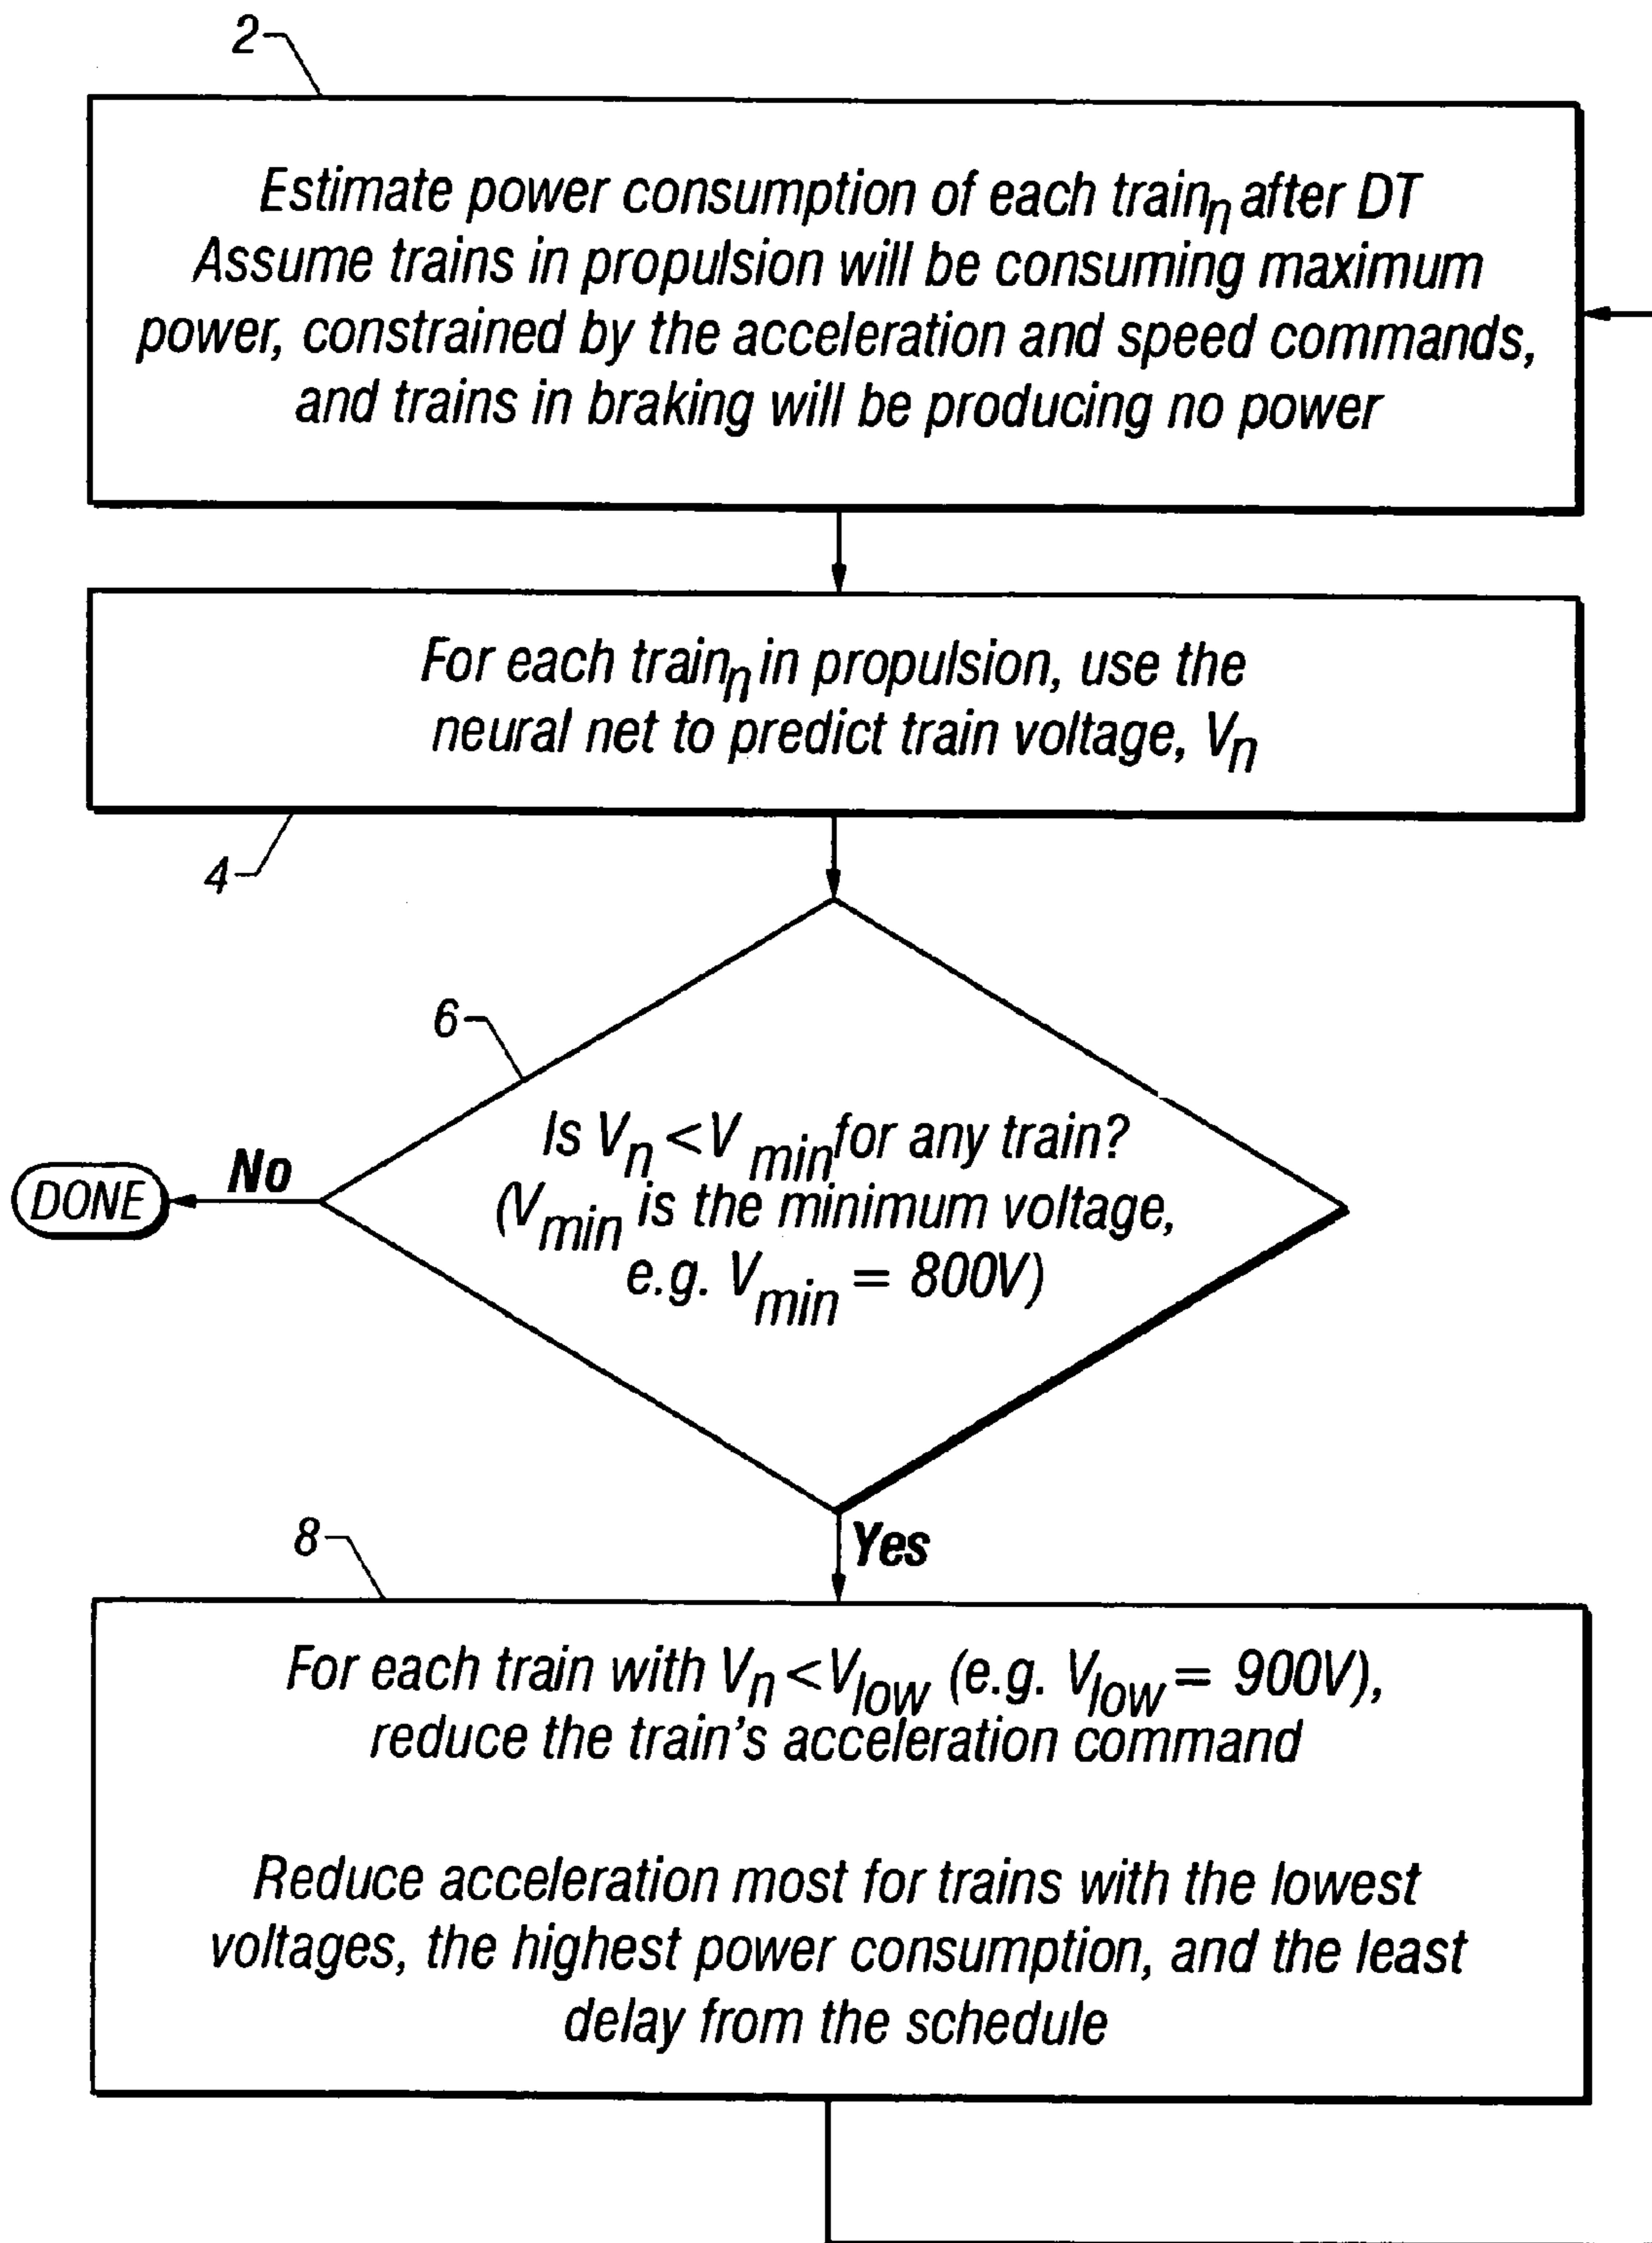 2
Estimate power consumption of each trainn after DT
Assume trains in propulsion will be consuming maximum
power, constrained by the acceleration and speed commands,
and trains in braking will be producing no power
For each trainn in propulsion, use the
neural net to predict train voltage, Vn
4
6
Is Vn < Vmin for any train?
(Vmin is the minimum voltage,
e.g. Vmin = 800V)
No
DONE
Yes
8
For each train with Vn < Vlow (e.g. Vlow = 900V),
reduce the train's acceleration command
Reduce acceleration most for trains with the lowest
voltages, the highest power consumption, and the least
delay from the schedule